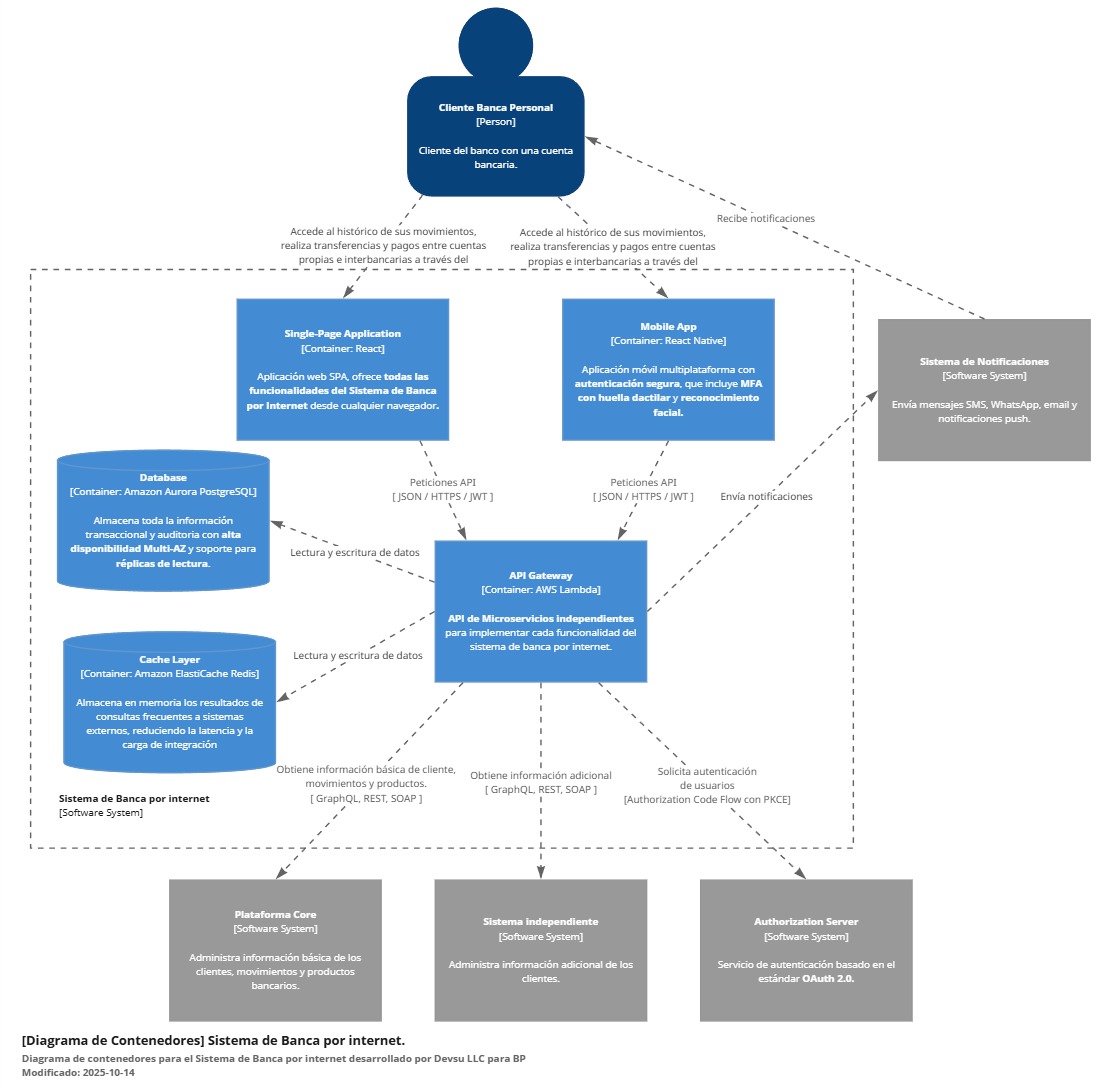 Cliente Banca Personal
[Person]
Cliente del banco con una cuenta
bancaria.
Recibe notificaciones
Accede al histórico de sus movimientos,
realiza transferencias y pagos entre cuentas
propias e interbancarias a través del
Accede al histórico de sus movimientos,
realiza transferencias y pagos entre cuentas
propias e interbancarias a través del
Single-Page Application
[Container: React]
Aplicación web SPA, ofrece todas las
funcionalidades del Sistema de Banca
por Internet desde cualquier navegador.
Mobile App
[Container: React Native]
Aplicación móvil multiplataforma con
autenticación segura, que incluye MFA
con huella dactilar y reconocimiento
facial.
Sistema de Notificaciones
[Software System]
Envía mensajes SMS, WhatsApp, email y
notificaciones push.
Database
[Container: Amazon Aurora PostgreSQL]
Almacena toda la información
transaccional y auditoria con alta
disponibilidad Multi-AZ y soporte para
réplicas de lectura.
Peticiones API
[ JSON / HTTPS / JWT ]
Peticiones API
[ JSON / HTTPS / JWT ]
Envía notificaciones
Lectura y escritura de datos
API Gateway
[Container: AWS Lambda]
API de Microservicios independientes
para implementar cada funcionalidad del
sistema de banca por internet.
Lectura y escritura de datos
Cache Layer
[Container: Amazon ElastiCache Redis]
Almacena en memoria los resultados de
consultas frecuentes a sistemas
externos, reduciendo la latencia y la
carga de integración
Obtiene información básica de cliente,
movimientos y productos.
[ GraphQL, REST, SOAP ]
Obtiene información adicional
[ GraphQL, REST, SOAP ]
Solicita autenticación
de usuarios
[Authorization Code Flow con PKCE]
Sistema de Banca por internet
[Software System]
Plataforma Core
[Software System]
Administra información básica de los
clientes, movimientos y productos
bancarios.
Sistema independiente
[Software System]
Administra información adicional de los
clientes.
Authorization Server
[Software System]
Servicio de autenticación basado en el
estándar OAuth 2.0.
[Diagrama de Contenedores] Sistema de Banca por internet.
Diagrama de contenedores para el Sistema de Banca por internet desarrollado por Devsu LLC para BP
Modificado: 2025-10-14